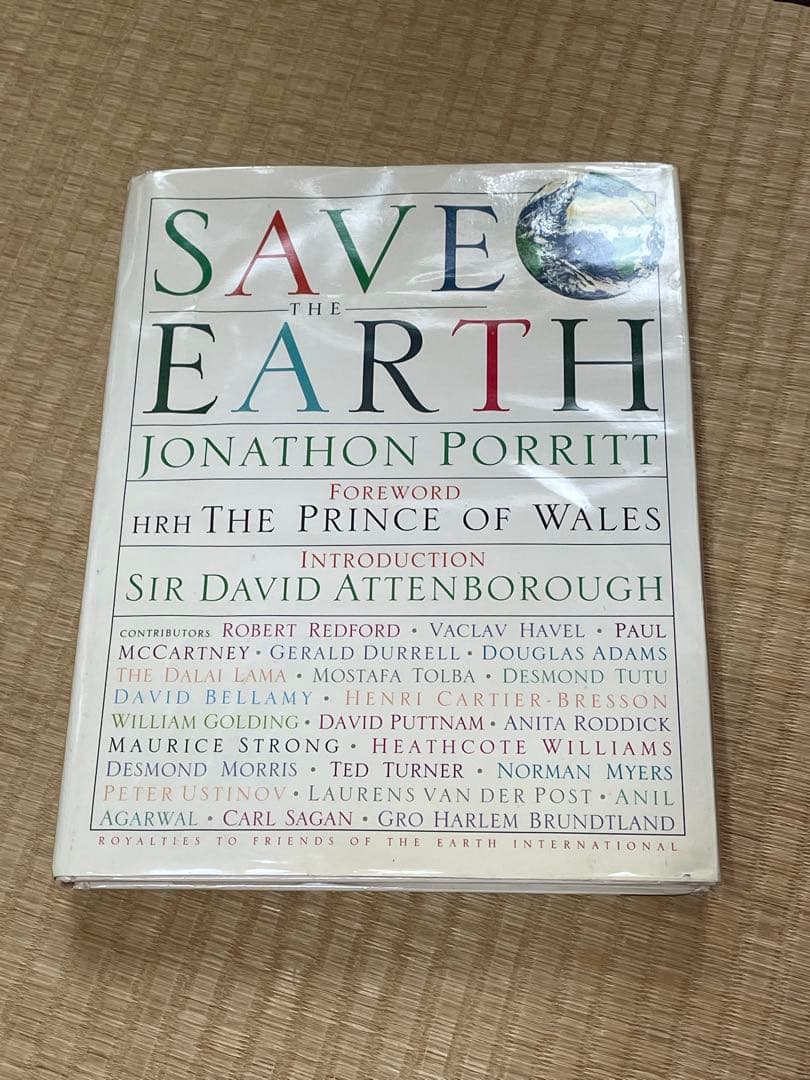 SAVE
THE
EARTH
JONATHON PORRITT
FOREWORD
HRH THE PRINCE OF WALES
INTRODUCTION
SIR DAVID ATTENBOROUGH
CONTRIBUTORS ROBERT REDFORD • VACLAV HAVEL • PAUL
MCCARTNEY • GERALD DURRELL • DOUGLAS ADAMS
THE DALAI LAMA • MOSTAFA TOLBA • DESMOND TUTU
DAVID BELLAMY • HENRI CARTIER-BRESSON
WILLIAM GOLDING • DAVID PUTTNAM • ANITA RODDICK
MAURICE STRONG • HEATHCOTE WILLIAMS
DESMOND MORRIS • TED TURNER • NORMAN MYERS
PETER USTINOV • LAURENS VAN DER POST • ANIL
AGARWAL • CARL SAGAN • GRO HARLEM BRUNDTLAND
ROYALTIES TO FRIENDS OF THE EARTH INTERNATIONAL